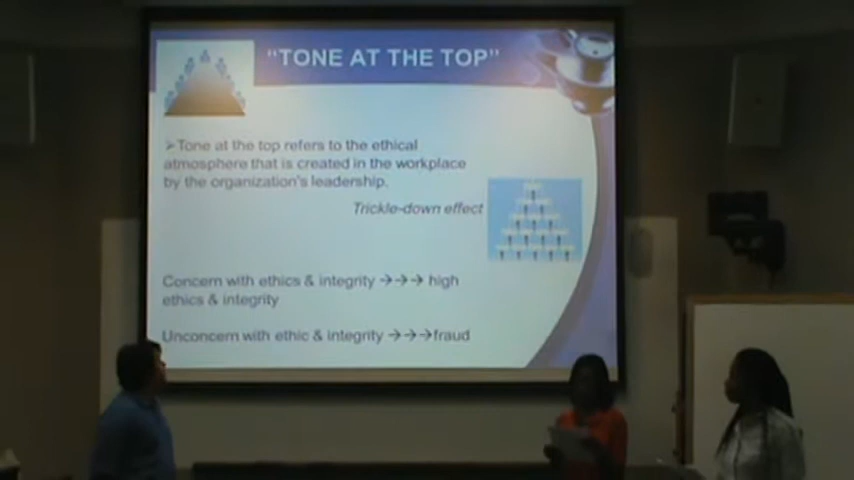 “TONE AT THE TOP”
➢Tone at the top refers to the ethical
atmosphere that is created in the workplace
by the organization's leadership.
Trickle-down effect
Concern with ethics & integrity →→→ high
ethics & integrity
Unconcern with ethic & integrity →→→fraud